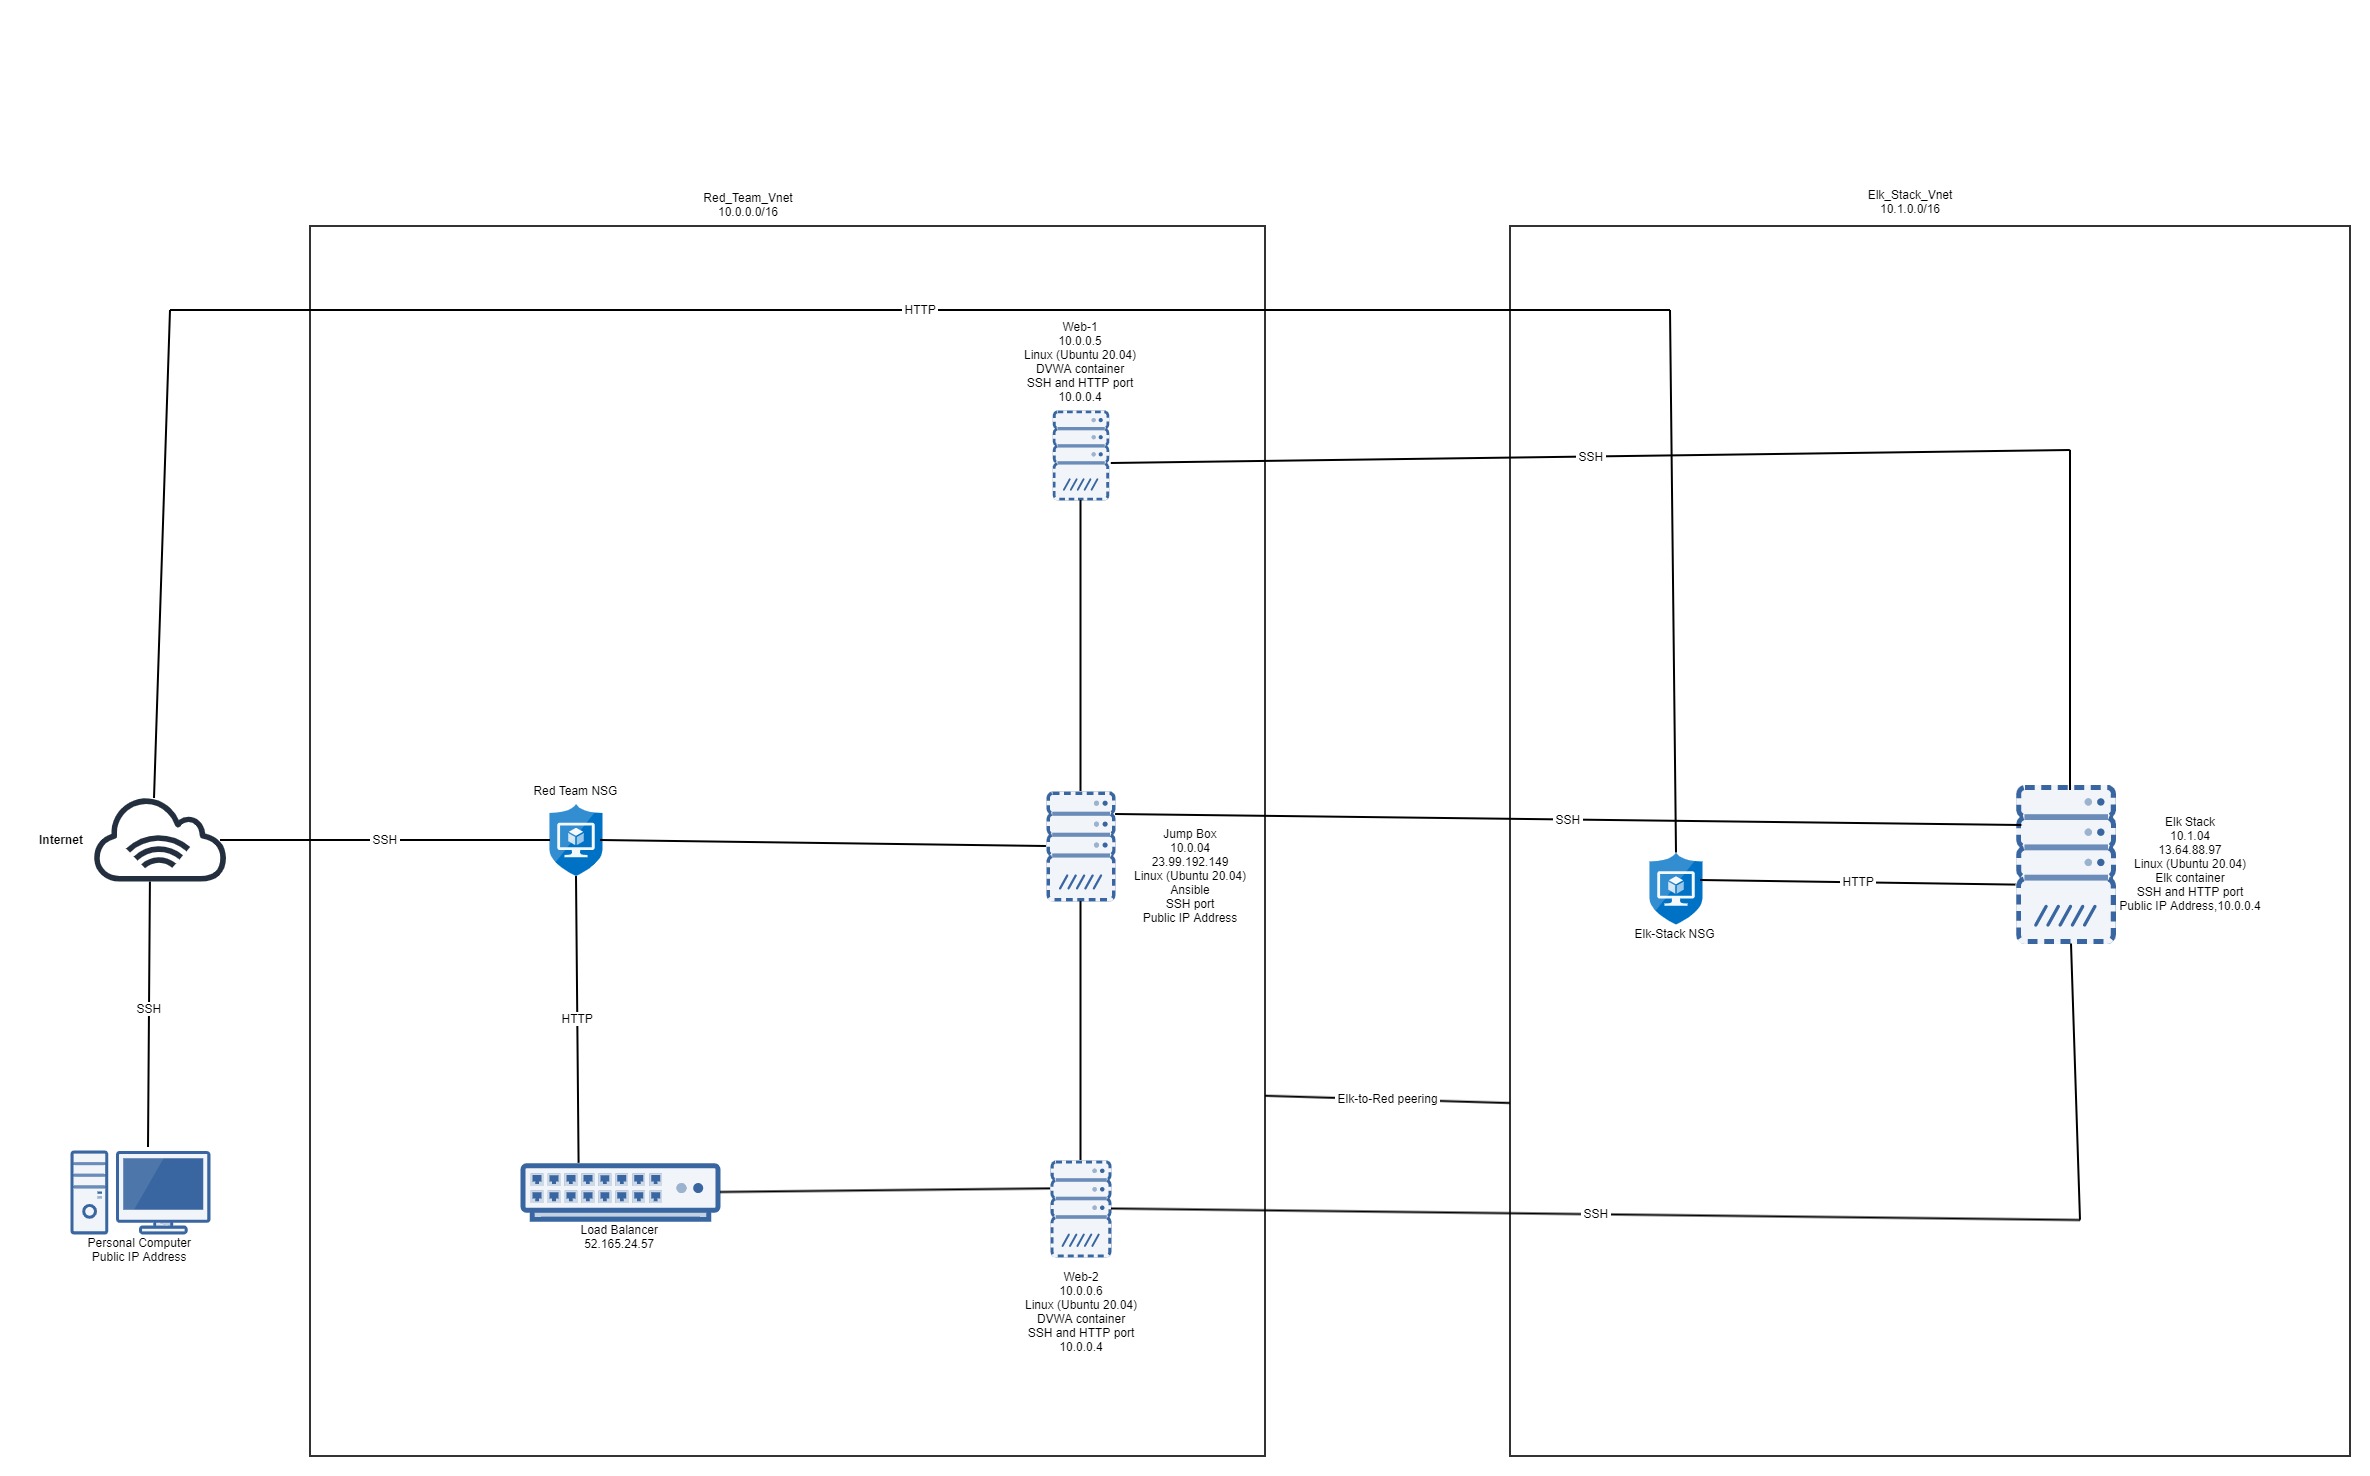 Red_Team_Vnet
10.0.0.0/16
Elk_Stack_Vnet
10.1.0.0/16
HTTP
Web-1
10.0.0.5
Linux (Ubuntu 20.04)
DVWA container
SSH and HTTP port
10.0.0.4
SSH
Red Team NSG
Internet
SSH
SSH
Jump Box
10.0.04
23.99.192.149
Linux (Ubuntu 20.04)
Ansible
SSH port
Public IP Address
Elk Stack
10.1.04
13.64.88.97
Linux (Ubuntu 20.04)
Elk container
SSH and HTTP port
Public IP Address,10.0.0.4
HTTP
Elk-Stack NSG
SSH
HTTP
Elk-to-Red peering
SSH
Load Balancer
52.165.24.57
Personal Computer
Public IP Address
Web-2
10.0.0.6
Linux (Ubuntu 20.04)
DVWA container
SSH and HTTP port
10.0.0.4